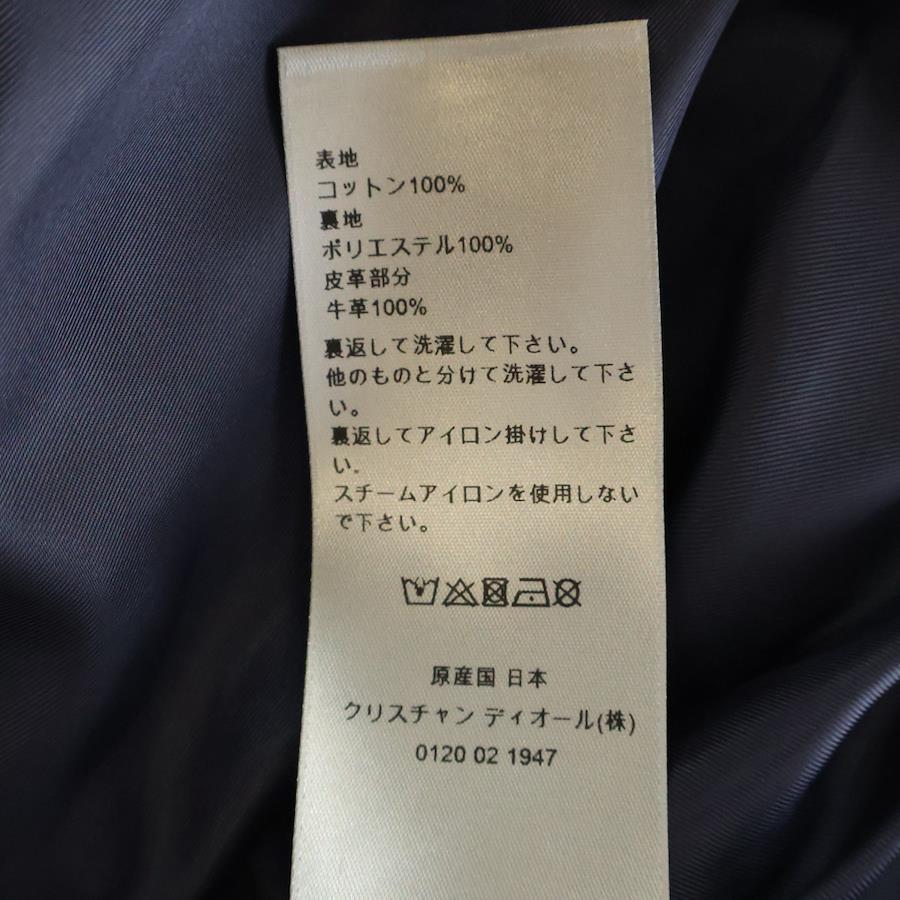 表地
コットン100%
裏地
ポリエステル100%
皮革部分
牛革100%
裏返して洗濯して下さい。
他のものと分けて洗濯して下さ
い。
裏返してアイロン掛けして下さ
い.
スチームアイロンを使用しない
で下さい。
原産国 日本
クリスチャン ディオール(株)
0120 02 1947